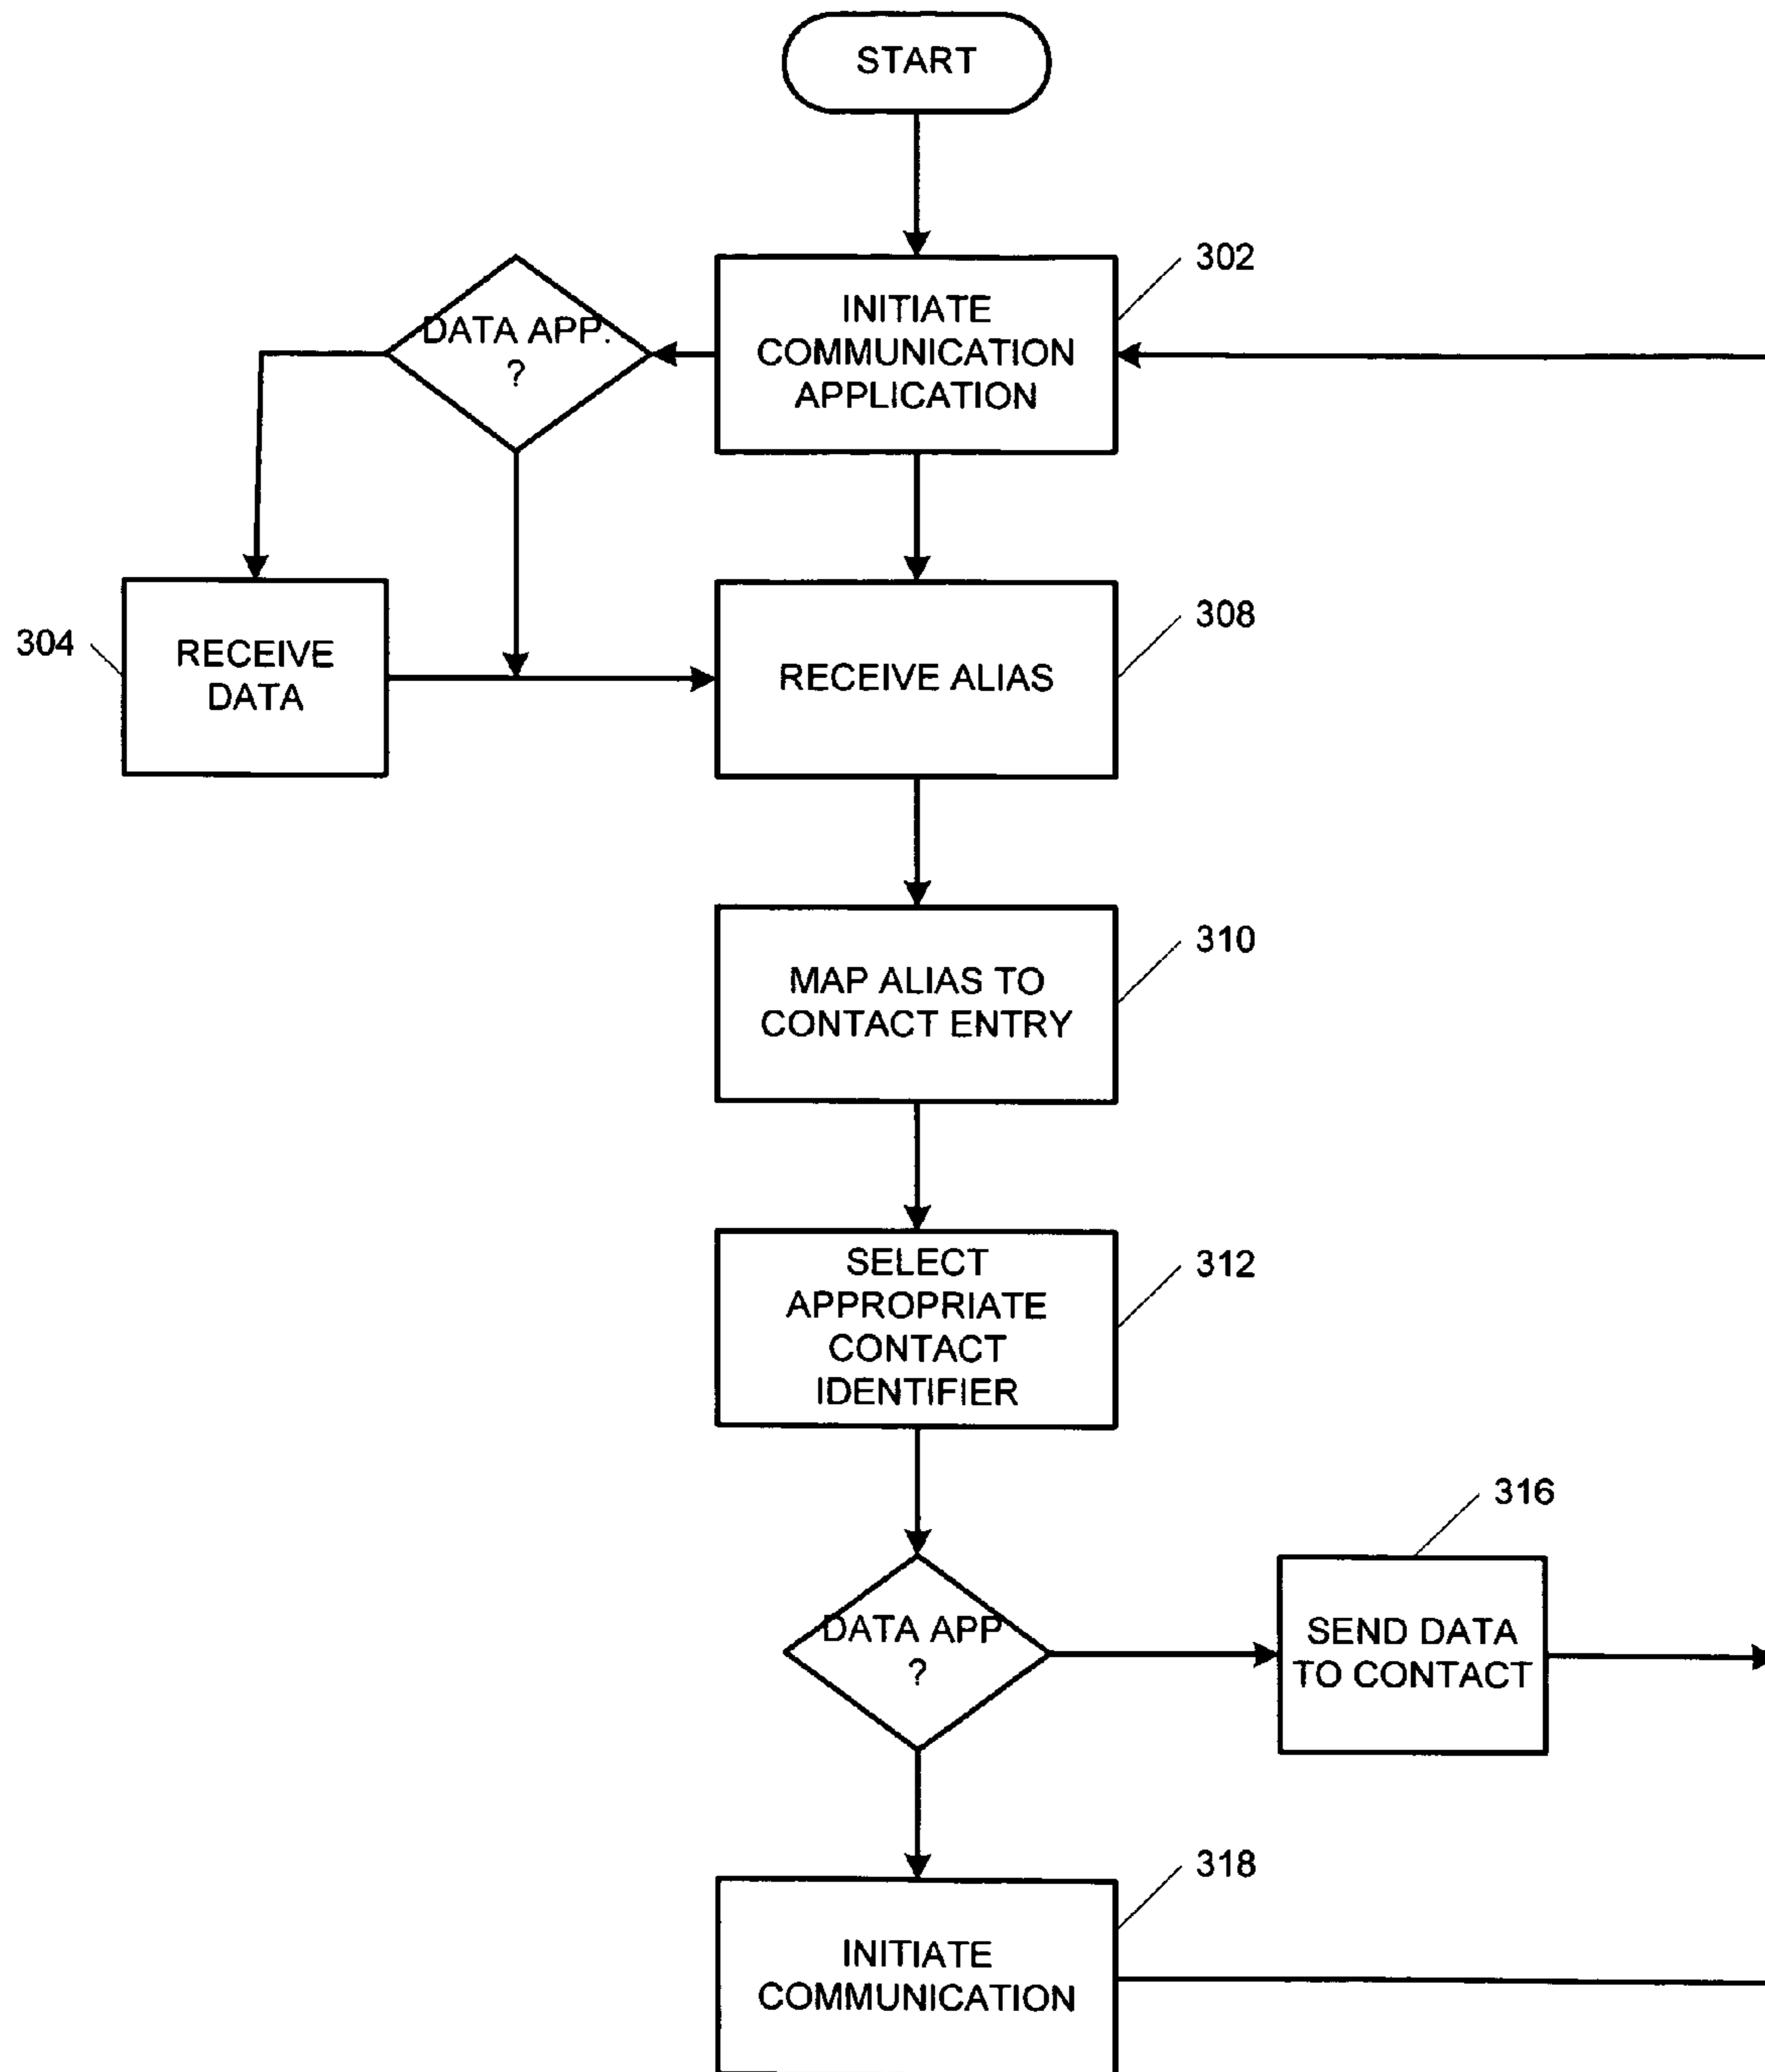 START
302
INITIATE
COMMUNICATION
APPLICATION
DATA APP.
?
304
RECEIVE
DATA
308
RECEIVE ALIAS
310
MAP ALIAS TO
CONTACT ENTRY
312
SELECT
APPROPRIATE
CONTACT
IDENTIFIER
316
DATA APP
?
SEND DATA
TO CONTACT
318
INITIATE
COMMUNICATION